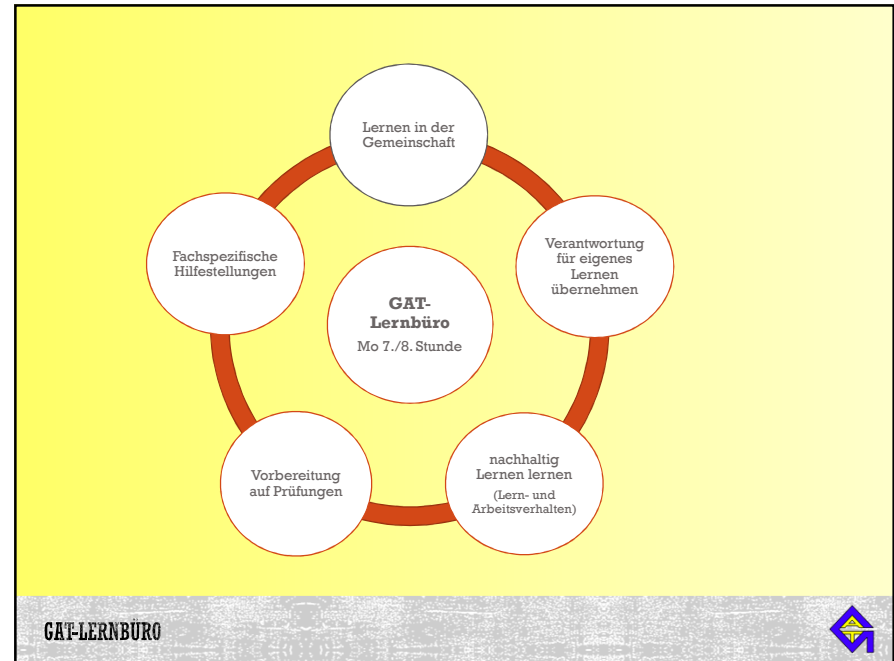 Lernen in der
Gemeinschaft
Verantwortung
für eigenes
Lernen
übernehmen
nachhaltig
Lernen lernen
(Lern- und
Arbeitsverhalten)
Vorbereitung
auf Prüfungen
Fachspezifische
Hilfestellungen
GAT-
Lernbüro
Mo 7./8. Stunde
GAT-LERNBÜRO